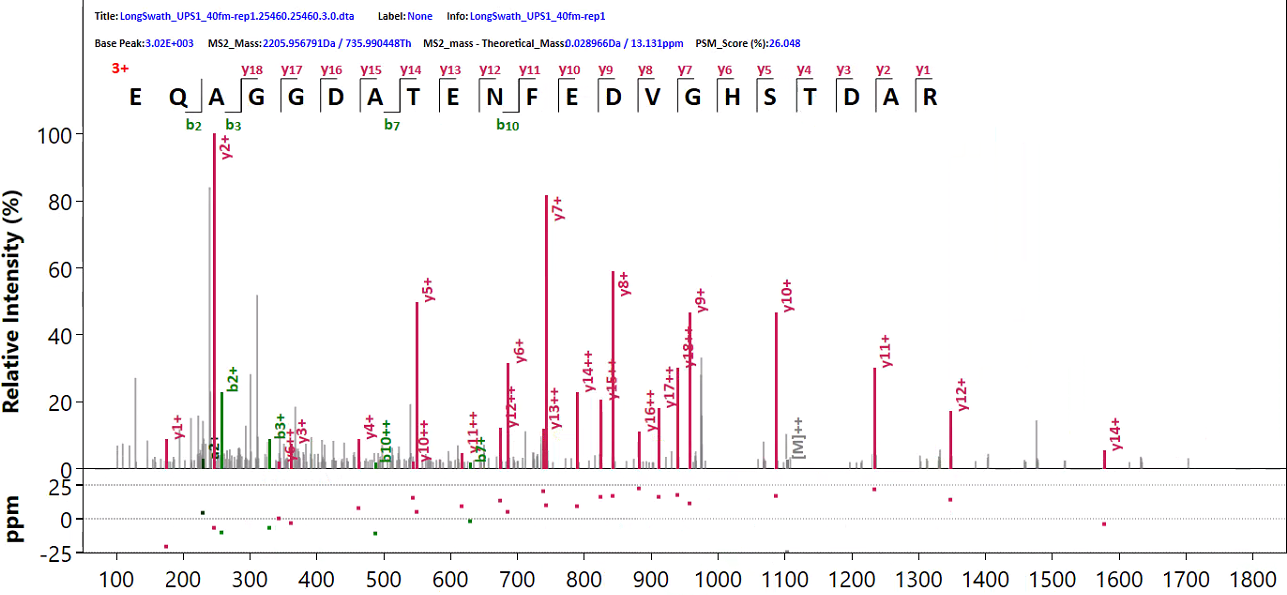 Title: LongSwath_UPS1_40fm-rep1.25460.25460.3.0.dta Label: None Info: LongSwath_UPS1_40fm-rep1
Base Peak:3.02E+003 MS2_Mass:2205.956791Da / 735.990448Th MS2_mass - Theoretical_Mass:0.028966Da / 13.131ppm PSM_Score (%):26.048
3+ y18 y17 y16 y15 y14 y13 y12 y11 y10 y9 y8 y7 y6 y5 y4 y3 y2 y1
E Q A G G D A T E N F E D V G H S T D A R
b2 b3 b7 b10
Relative Intensity (%)
100
80
60
40
20
0
y1+
a2+
y2+
b2+
b3+
y6++
y3+
y4+
b10++
y10++
y5+
y11++
b7+
y12++
y6+
y13++
y7+
y14++
y15++
y8+
y16++
y17++
y18++
y9+
y10+
[M]++
y11+
y12+
y14+
ppm
25
0
-25
100 200 300 400 500 600 700 800 900 1000 1100 1200 1300 1400 1500 1600 1700 1800